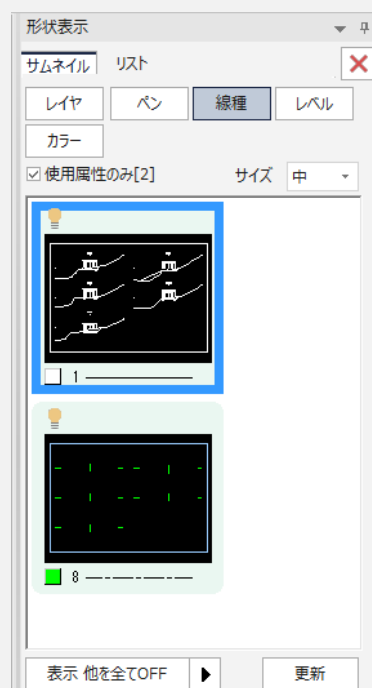 形状表示
サムネイル リスト
レイヤ ペン 線種 レベル
カラー
使用属性のみ[2] サイズ 中
1
8
表示 他を全てOFF 更新